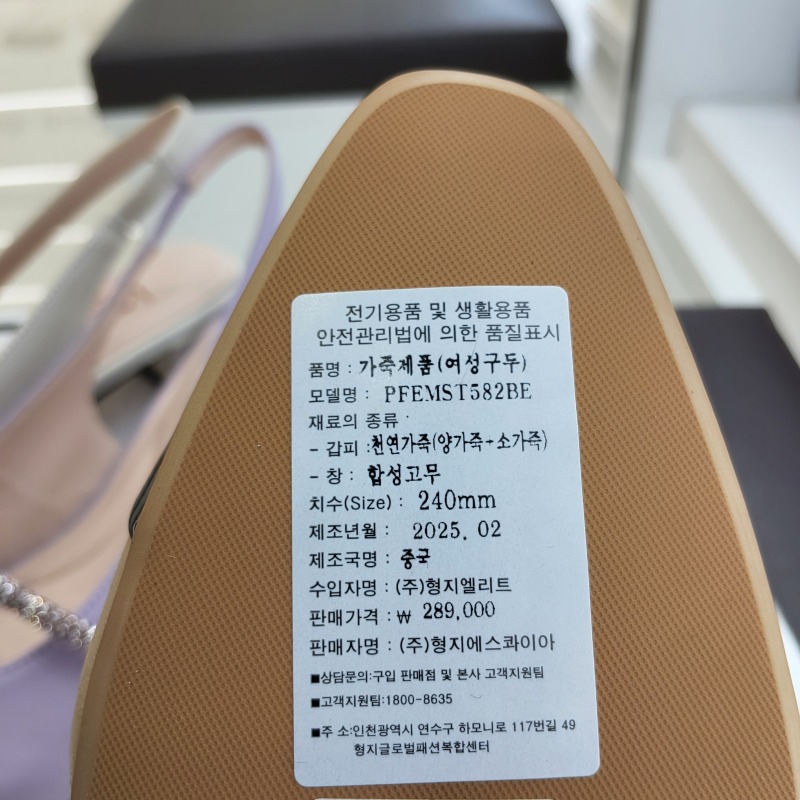 전기용품 및 생활용품
안전관리법에 의한 품질표시
품명 : 가죽제품(여성구두)
모델명 : PFEMST582BE
재료의 종류
- 갑피 : 천연가죽(양가죽+소가죽)
- 창 : 합성고무
치수(Size) : 240mm
제조년월 : 2025. 02
제조국명 : 중국
수입자명 : (주)형지엘리트
판매가격 : ₩ 289,000
판매자명 : (주)형지에스콰이아
■상담문의:구입 판매점 및 본사 고객지원팀
■고객지원팀:1800-8635
■주 소:인천광역시 연수구 하모니로 117번길 49
형지글로벌패션복합센터